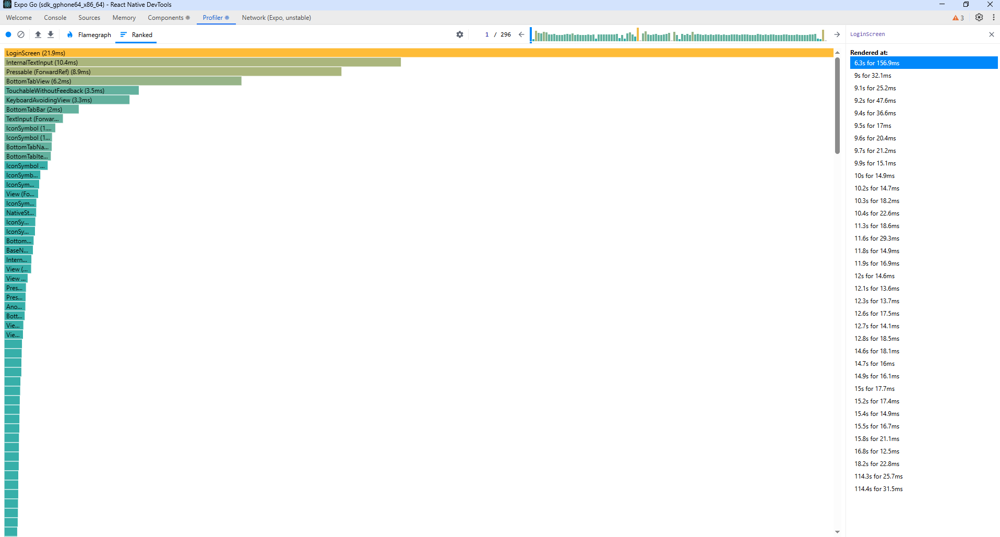 Expo Go (sdk_gphone64_x86_64) - React Native DevTools
Welcome Console Sources Memory Components Profiler Network (Expo, unstable) 3
Flamegraph Ranked 1 / 296 LoginScreen
LoginScreen (21.9ms)
InternalTextInput (10.4ms)
Pressable (ForwardRef) (8.9ms)
BottomTabView (6.2ms)
TouchableWithoutFeedback (3.5ms)
KeyboardAvoidingView (3.3ms)
BottomTabBar (2ms)
TextInput (Forwar...
IconSymbol (1....
IconSymbol (1...
BottomTabNa...
BottomTabIte...
IconSymbol ...
IconSymb...
IconSym...
View (Fo...
IconSym...
NativeSt...
IconSy...
IconSy...
Bottom...
BaseN...
Intern...
View (...
View ...
Pres...
Pres...
Ano...
Bott...
Vie...
Vie...
Rendered at:
6.3s for 156.9ms
9s for 32.1ms
9.1s for 25.2ms
9.2s for 47.6ms
9.4s for 36.6ms
9.5s for 17ms
9.6s for 20.4ms
9.7s for 21.2ms
9.9s for 15.1ms
10s for 14.9ms
10.2s for 14.7ms
10.3s for 18.2ms
10.4s for 22.6ms
11.3s for 18.6ms
11.6s for 29.3ms
11.8s for 14.9ms
11.9s for 16.9ms
12s for 14.6ms
12.1s for 13.6ms
12.3s for 13.7ms
12.6s for 17.5ms
12.7s for 14.1ms
12.8s for 18.5ms
14.6s for 18.1ms
14.7s for 16ms
14.9s for 16.1ms
15s for 17.7ms
15.2s for 17.4ms
15.4s for 14.9ms
15.5s for 16.7ms
15.8s for 21.1ms
16.8s for 12.5ms
18.2s for 22.8ms
114.3s for 25.7ms
114.4s for 31.5ms